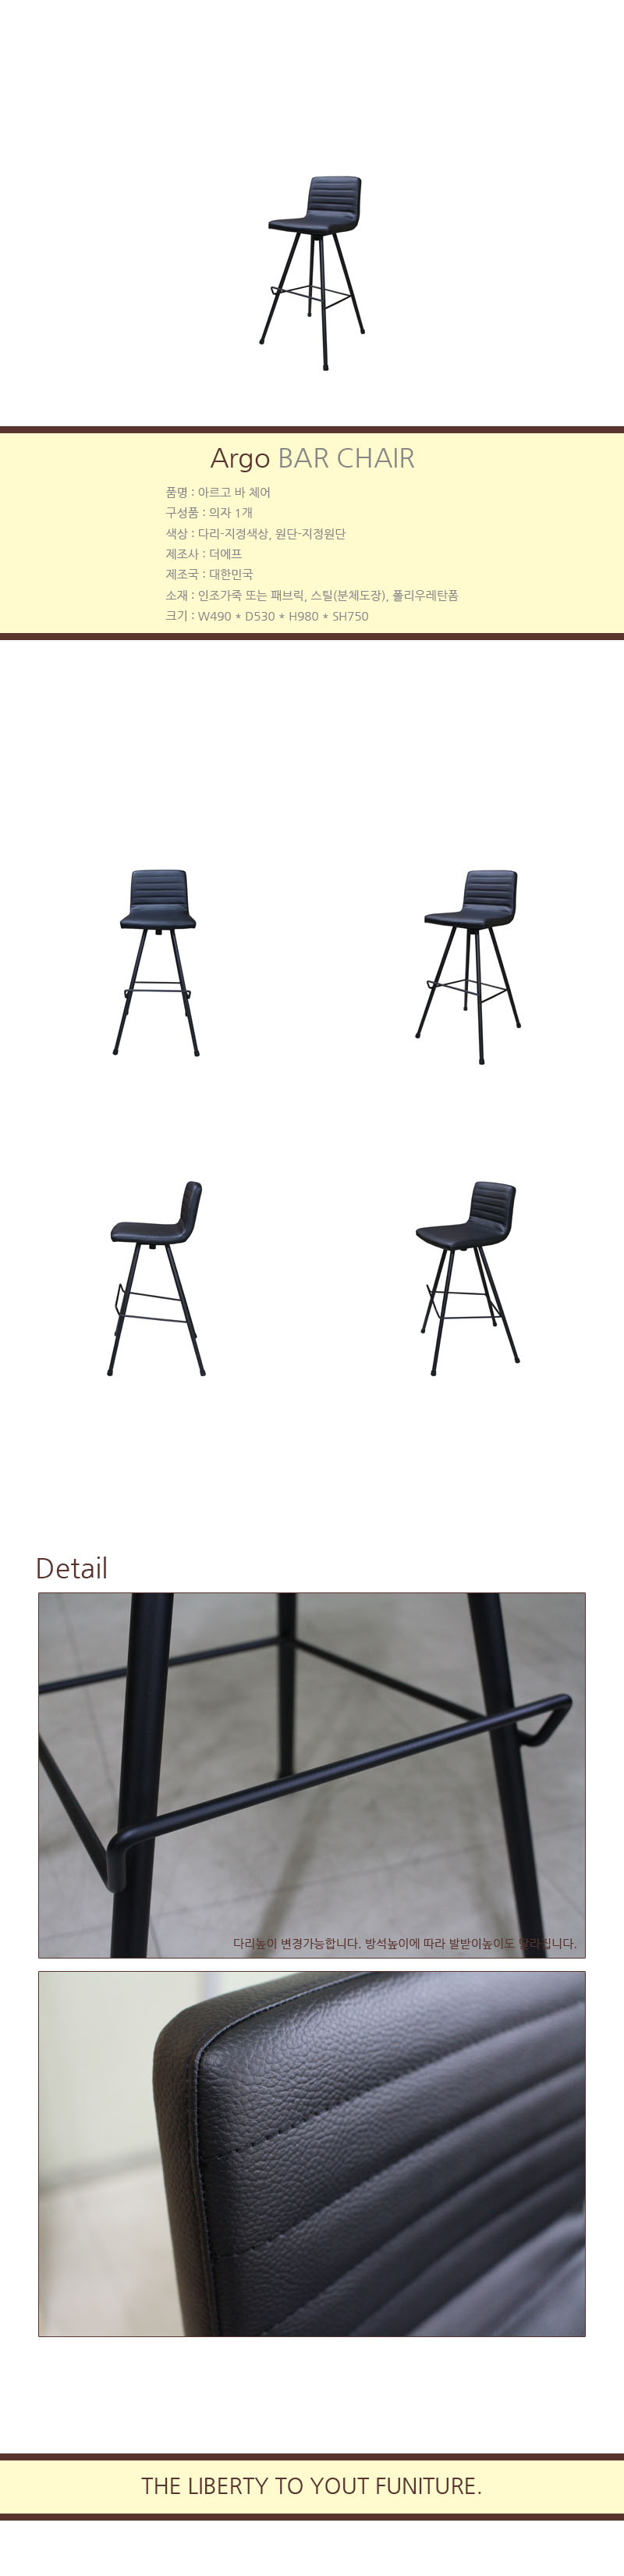 Argo BAR CHAIR
품명 : 아르고 바 체어
구성품 : 의자 1개
색상 : 다리-지정색상, 원단-지정원단
제조사 : 더에프
제조국 : 대한민국
소재 : 인조가죽 또는 패브릭, 스틸(분체도장), 폴리우레탄폼
크기 : W490 * D530 * H980 * SH750
Detail
다리높이 변경가능합니다. 방석높이에 따라 발받이높이도 달라집니다.
THE LIBERTY TO YOUT FUNITURE.